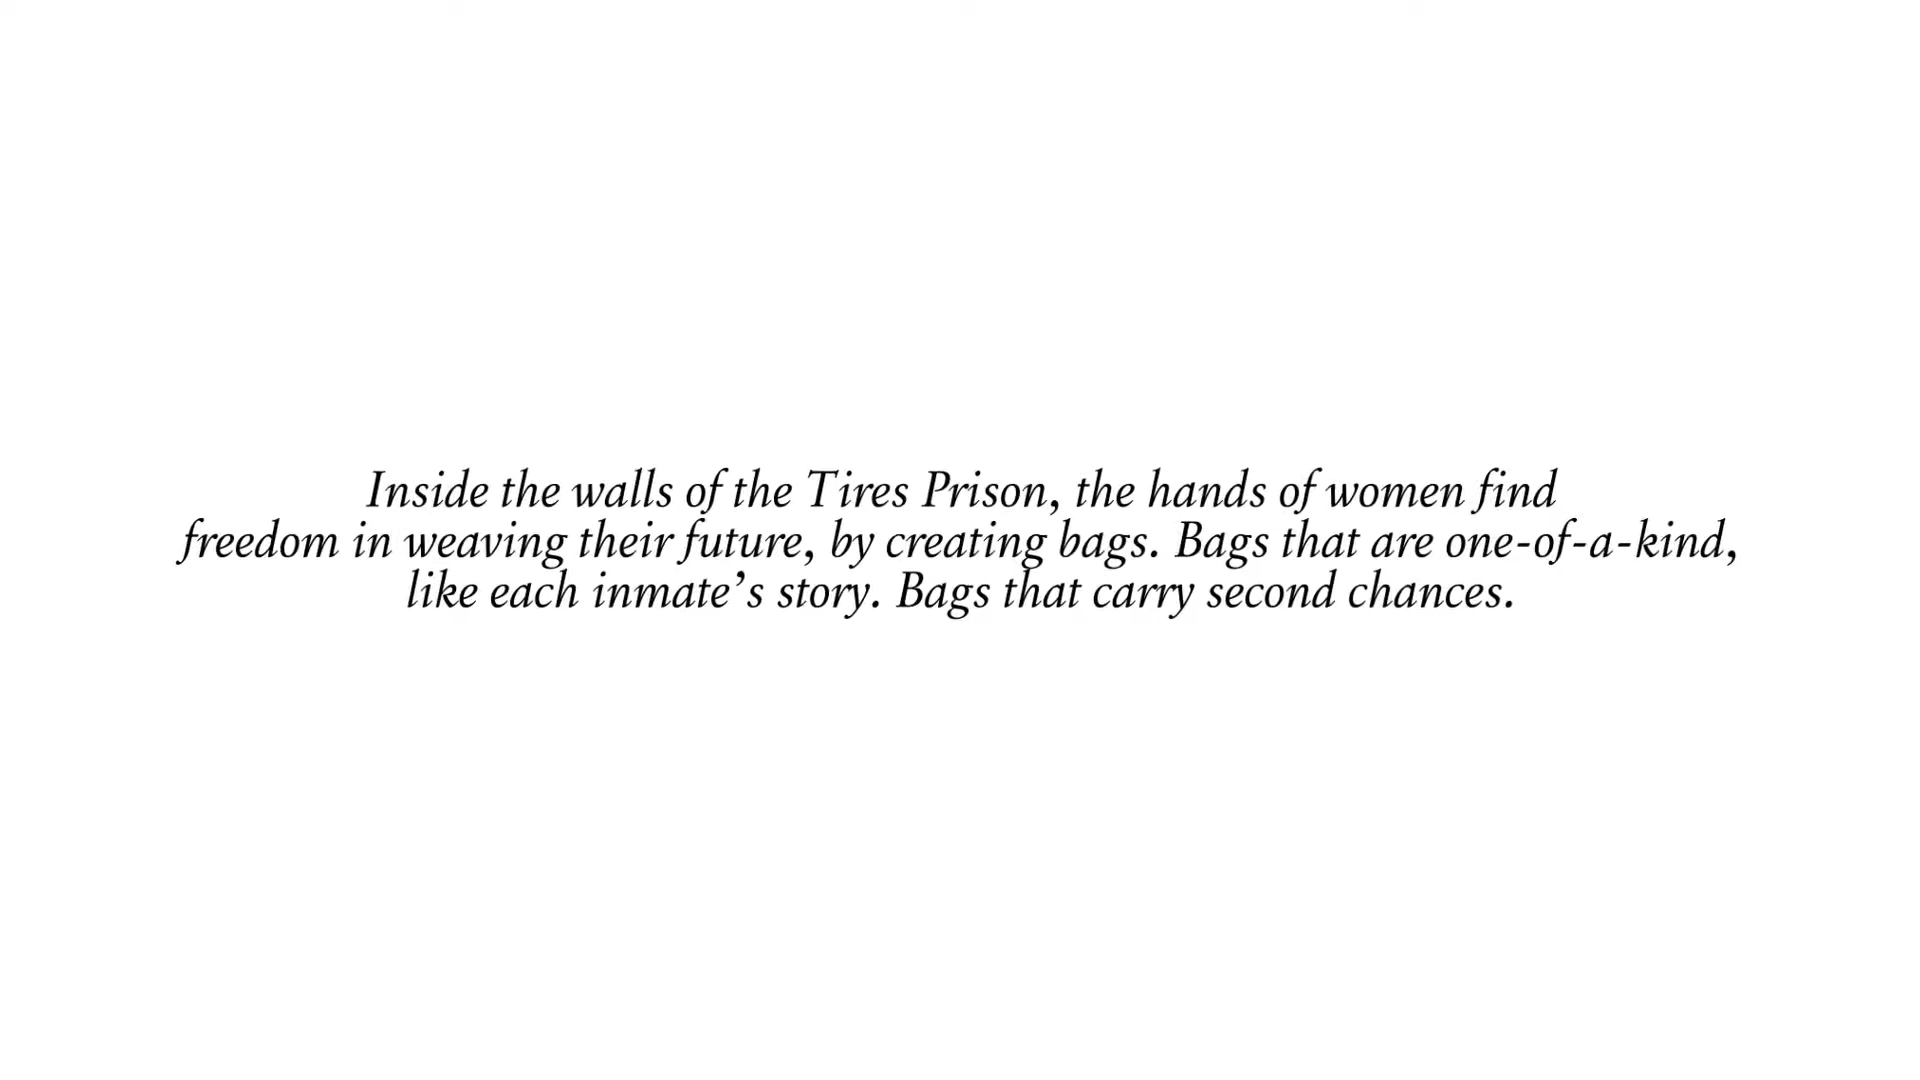 Inside the walls of the Tires Prison, the hands of women find
freedom in weaving their future, by creating bags. Bags that are one-of-a-kind,
like each inmate’s story. Bags that carry second chances.